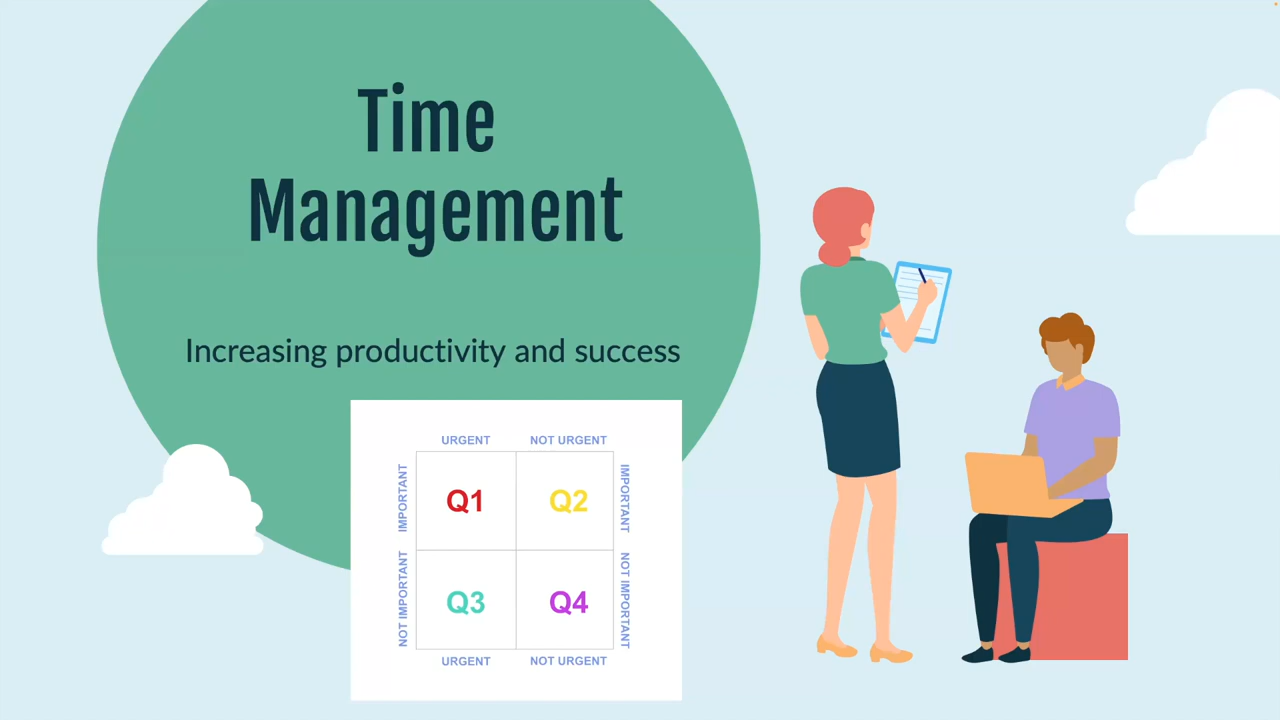 Time
Management
Increasing productivity and success
URGENT NOT URGENT
IMPORTANT Q1 Q2 IMPORTANT
NOT IMPORTANT Q3 Q4 NOT IMPORTANT
URGENT NOT URGENT